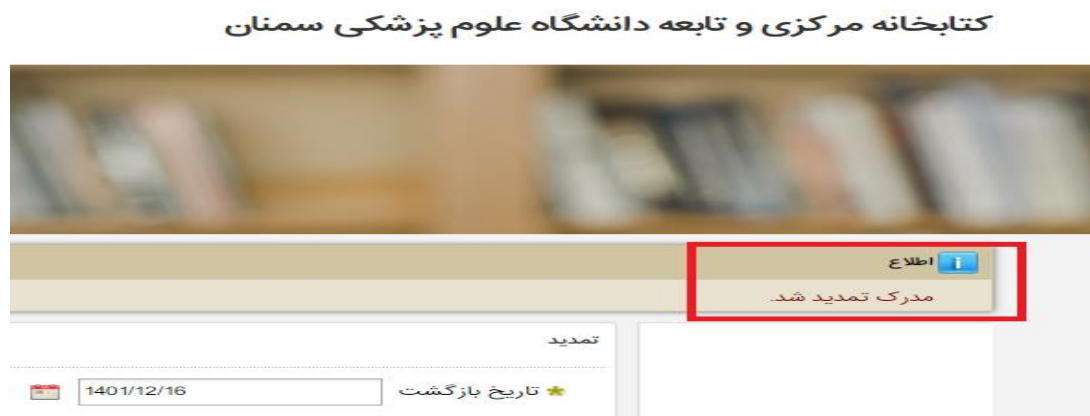 کتابخانه مرکزی و تابعه دانشگاه علوم پزشکی سمنان
اطلاع
مدرک تمدید شد.
تمدید
تاریخ بازگشت 1401/12/16